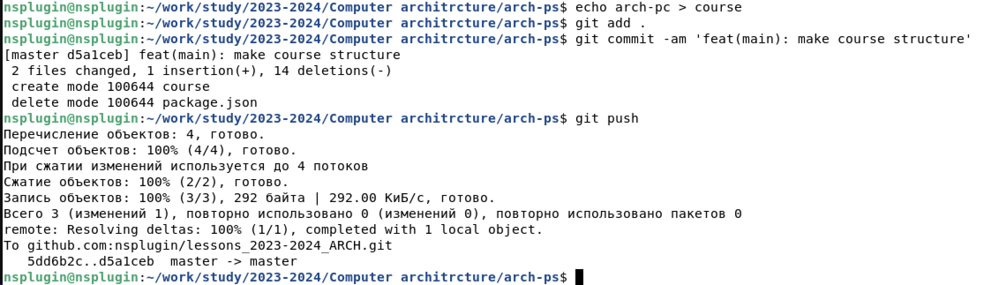 nsplugin@nsplugin:~/work/study/2023-2024/Computer architrcture/arch-ps$ echo arch-pc > course
nsplugin@nsplugin:~/work/study/2023-2024/Computer architrcture/arch-ps$ git add .
nsplugin@nsplugin:~/work/study/2023-2024/Computer architrcture/arch-ps$ git commit -am 'feat(main): make course structure'
[master d5a1ceb] feat(main): make course structure
 2 files changed, 1 insertion(+), 14 deletions(-)
 create mode 100644 course
 delete mode 100644 package.json
nsplugin@nsplugin:~/work/study/2023-2024/Computer architrcture/arch-ps$ git push
Перечисление объектов: 4, готово.
Подсчет объектов: 100% (4/4), готово.
При сжатии изменений используется до 4 потоков
Сжатие объектов: 100% (2/2), готово.
Запись объектов: 100% (3/3), 292 байта | 292.00 КиБ/с, готово.
Всего 3 (изменений 1), повторно использовано 0 (изменений 0), повторно использовано пакетов 0
remote: Resolving deltas: 100% (1/1), completed with 1 local object.
To github.com:nsplugin/lessons_2023-2024_ARCH.git
   5dd6b2c..d5a1ceb  master -> master
nsplugin@nsplugin:~/work/study/2023-2024/Computer architrcture/arch-ps$